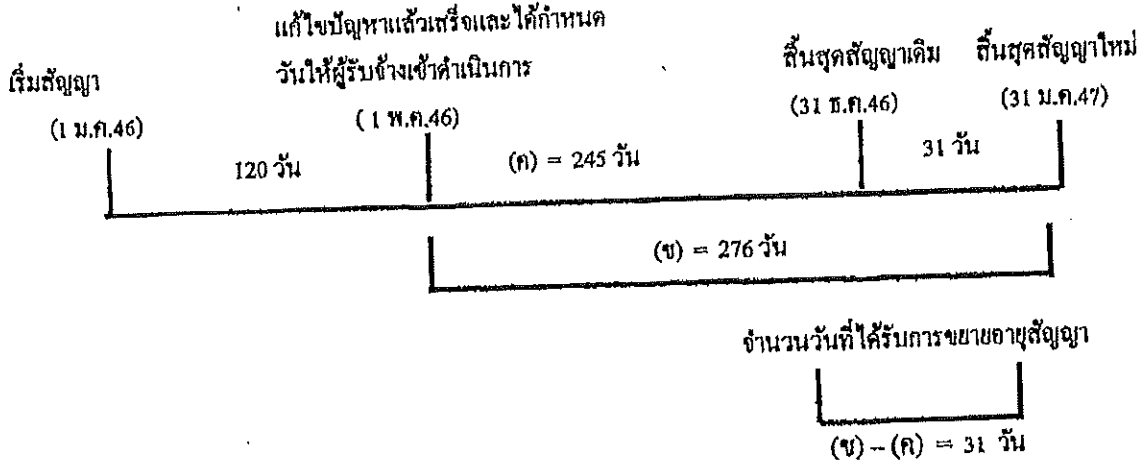 แก้ไขปัญหาแล้วเสร็จและได้กำหนด
วันให้ผู้รับจ้างเข้าดำเนินการ
เริ่มสัญญา
สิ้นสุดสัญญาเดิม
สิ้นสุดสัญญาใหม่
(1 ม.ค.46)
(1 พ.ค.46)
(31 ธ.ค.46)
(31 ม.ค.47)
120 วัน
(ค) = 245 วัน
31 วัน
(ข) = 276 วัน
จำนวนวันที่ได้รับการขยายอายุสัญญา
(ข) – (ค) = 31 วัน